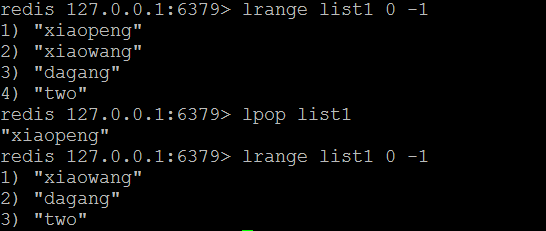 redis 127.0.0.1:6379> lrange list1 0 -1
1) "xiaopeng"
2) "xiaowang"
3) "dagang"
4) "two"
redis 127.0.0.1:6379> lpop list1
"xiaopeng"
redis 127.0.0.1:6379> lrange list1 0 -1
1) "xiaowang"
2) "dagang"
3) "two"